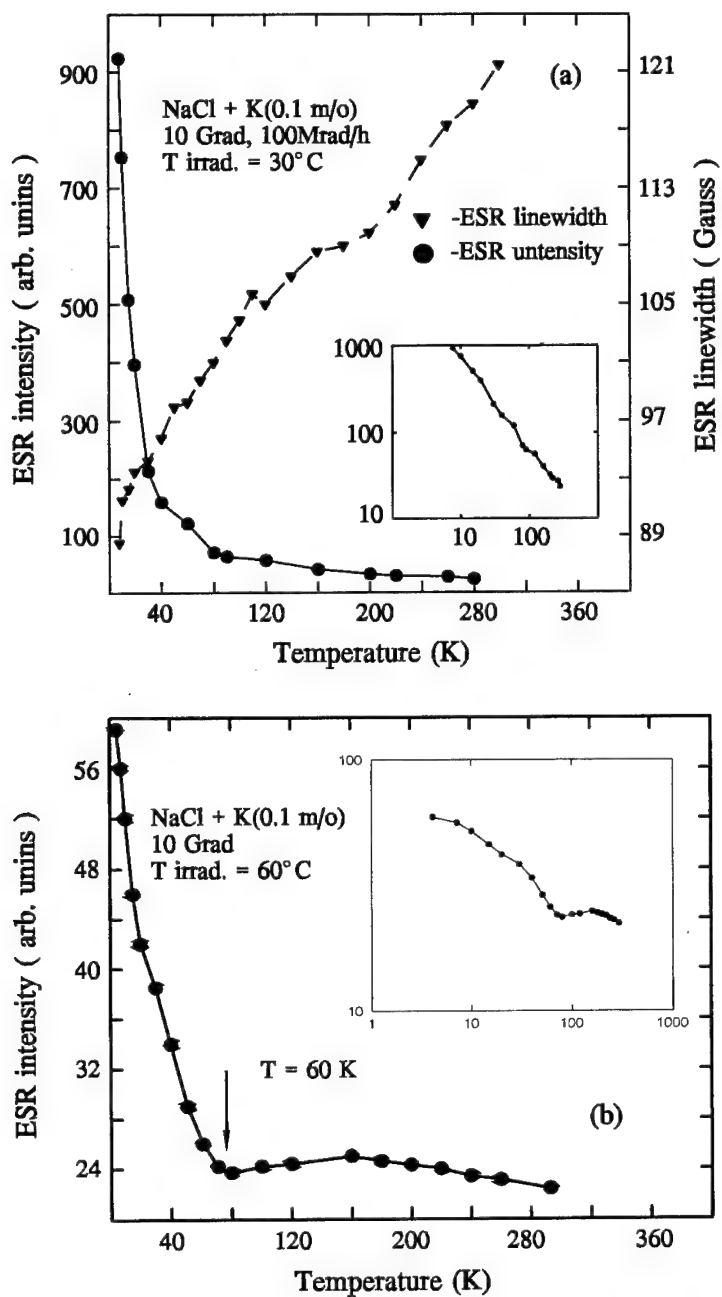 900
700
500
300
100
ESR intensity ( arb. unins )
(a)
NaCl + K(0.1 m/o)
10 Grad, 100Mrad/h
T irrad. = 30°C
-ESR linewidth
-ESR untensity
121
113
105
97
89
ESR linewidth ( Gauss )
1000
100
10
10 100
40 120 200 280 360
Temperature (K)
56
48
40
32
24
ESR intensity ( arb. unins )
NaCl + K(0.1 m/o)
10 Grad
T irrad. = 60°C
100
10
1 10 100 1000
T = 60 K
(b)
40 120 200 280 360
Temperature (K)